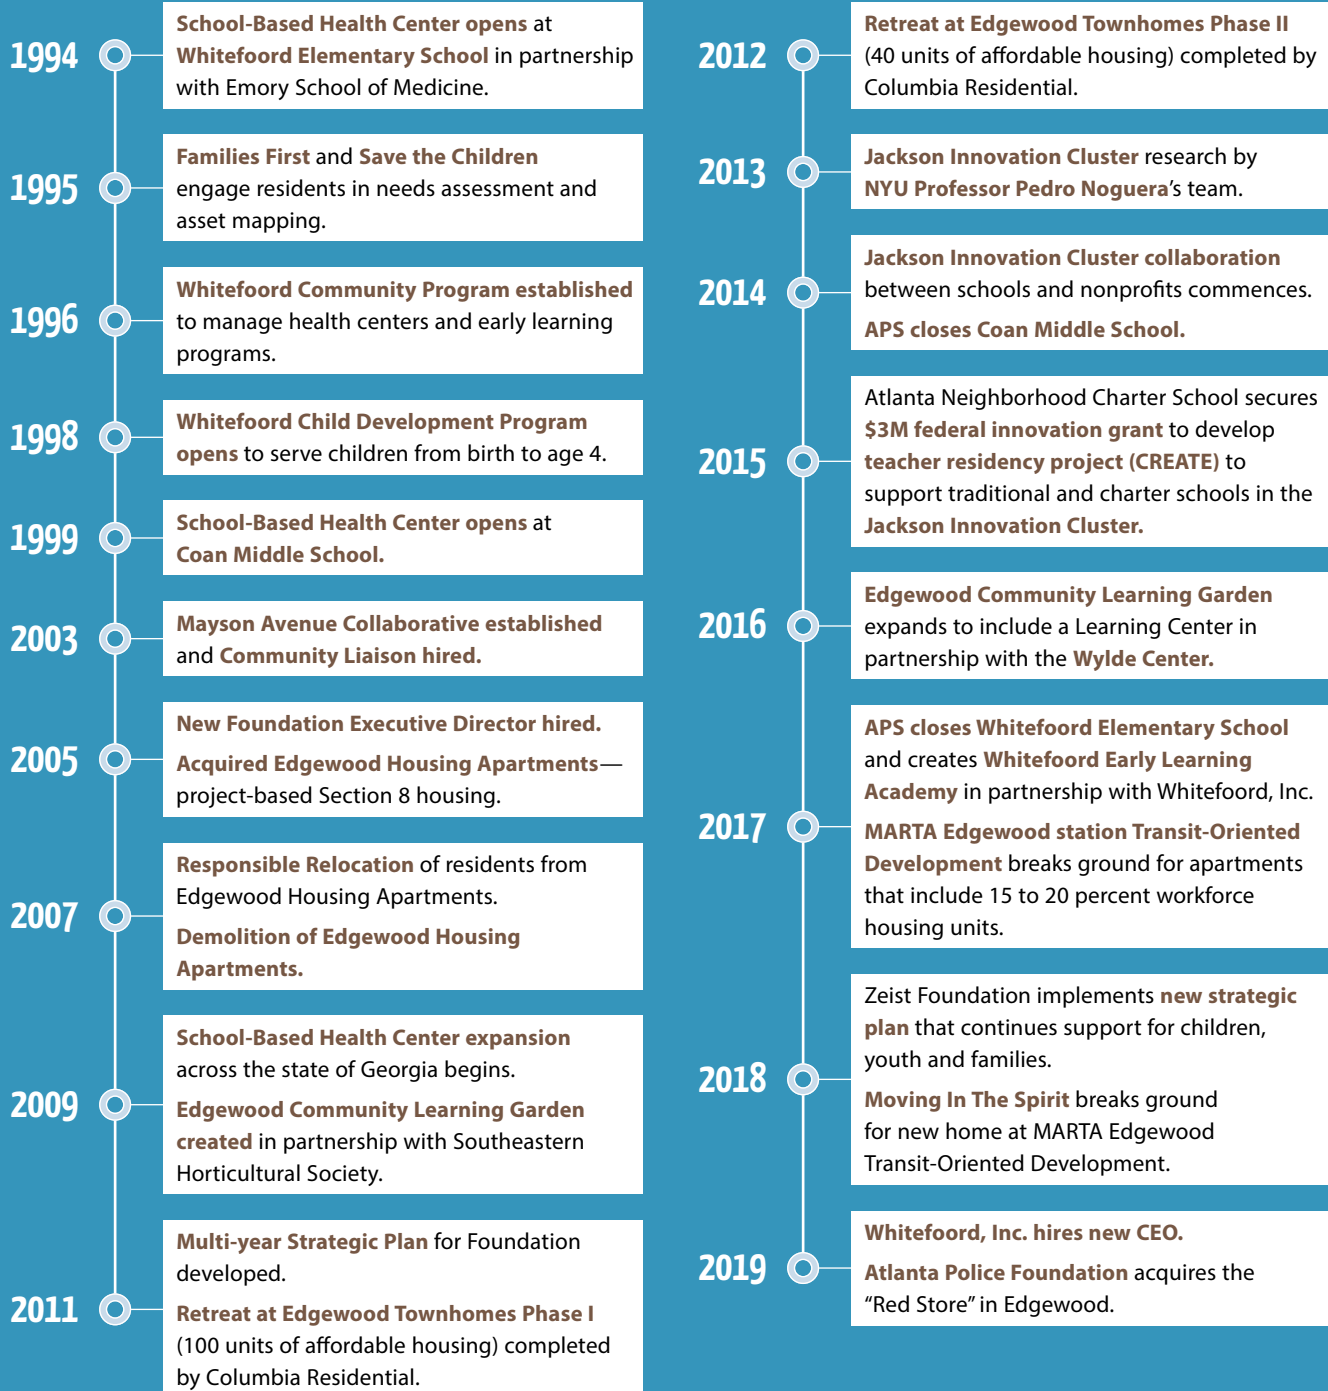 1994
School-Based Health Center opens at
Whitefoord Elementary School in partnership
with Emory School of Medicine.
1995
Families First and Save the Children
engage residents in needs assessment and
asset mapping.
1996
Whitefoord Community Program established
to manage health centers and early learning
programs.
1998
Whitefoord Child Development Program
opens to serve children from birth to age 4.
1999
School-Based Health Center opens at
Coan Middle School.
2003
Mayson Avenue Collaborative established
and Community Liaison hired.
2005
New Foundation Executive Director hired.
Acquired Edgewood Housing Apartments—
project-based Section 8 housing.
2007
Responsible Relocation of residents from
Edgewood Housing Apartments.
Demolition of Edgewood Housing
Apartments.
2009
School-Based Health Center expansion
across the state of Georgia begins.
Edgewood Community Learning Garden
created in partnership with Southeastern
Horticultural Society.
2011
Multi-year Strategic Plan for Foundation
developed.
Retreat at Edgewood Townhomes Phase I
(100 units of affordable housing) completed
by Columbia Residential.
2012
Retreat at Edgewood Townhomes Phase II
(40 units of affordable housing) completed by
Columbia Residential.
2013
Jackson Innovation Cluster research by
NYU Professor Pedro Noguera’s team.
2014
Jackson Innovation Cluster collaboration
between schools and nonprofits commences.
APS closes Coan Middle School.
2015
Atlanta Neighborhood Charter School secures
$3M federal innovation grant to develop
teacher residency project (CREATE) to
support traditional and charter schools in the
Jackson Innovation Cluster.
2016
Edgewood Community Learning Garden
expands to include a Learning Center in
partnership with the Wylde Center.
2017
APS closes Whitefoord Elementary School
and creates Whitefoord Early Learning
Academy in partnership with Whitefoord, Inc.
MARTA Edgewood station Transit-Oriented
Development breaks ground for apartments
that include 15 to 20 percent workforce
housing units.
2018
Zeist Foundation implements new strategic
plan that continues support for children,
youth and families.
Moving In The Spirit breaks ground
for new home at MARTA Edgewood
Transit-Oriented Development.
2019
Whitefoord, Inc. hires new CEO.
Atlanta Police Foundation acquires the
“Red Store” in Edgewood.